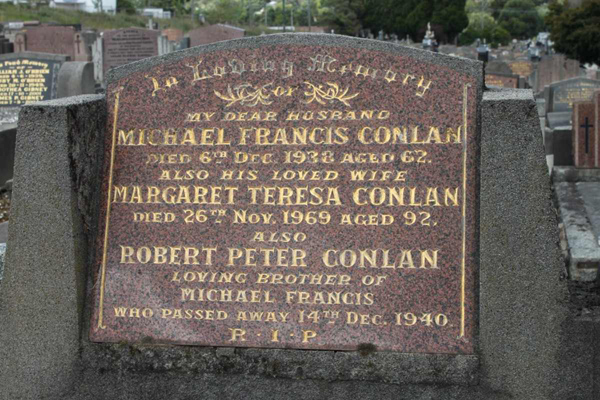 In Loving Memory
OF
MY DEAR HUSBAND
MICHAEL FRANCIS CONLAN
DIED 6TH DEC. 1938 AGED 62.
ALSO HIS LOVED WIFE
MARGARET TERESA CONLAN
DIED 26TH NOV. 1969 AGED 92.
ALSO
ROBERT PETER CONLAN
LOVING BROTHER OF
MICHAEL FRANCIS
WHO PASSED AWAY 14TH DEC. 1940.
R·I·P